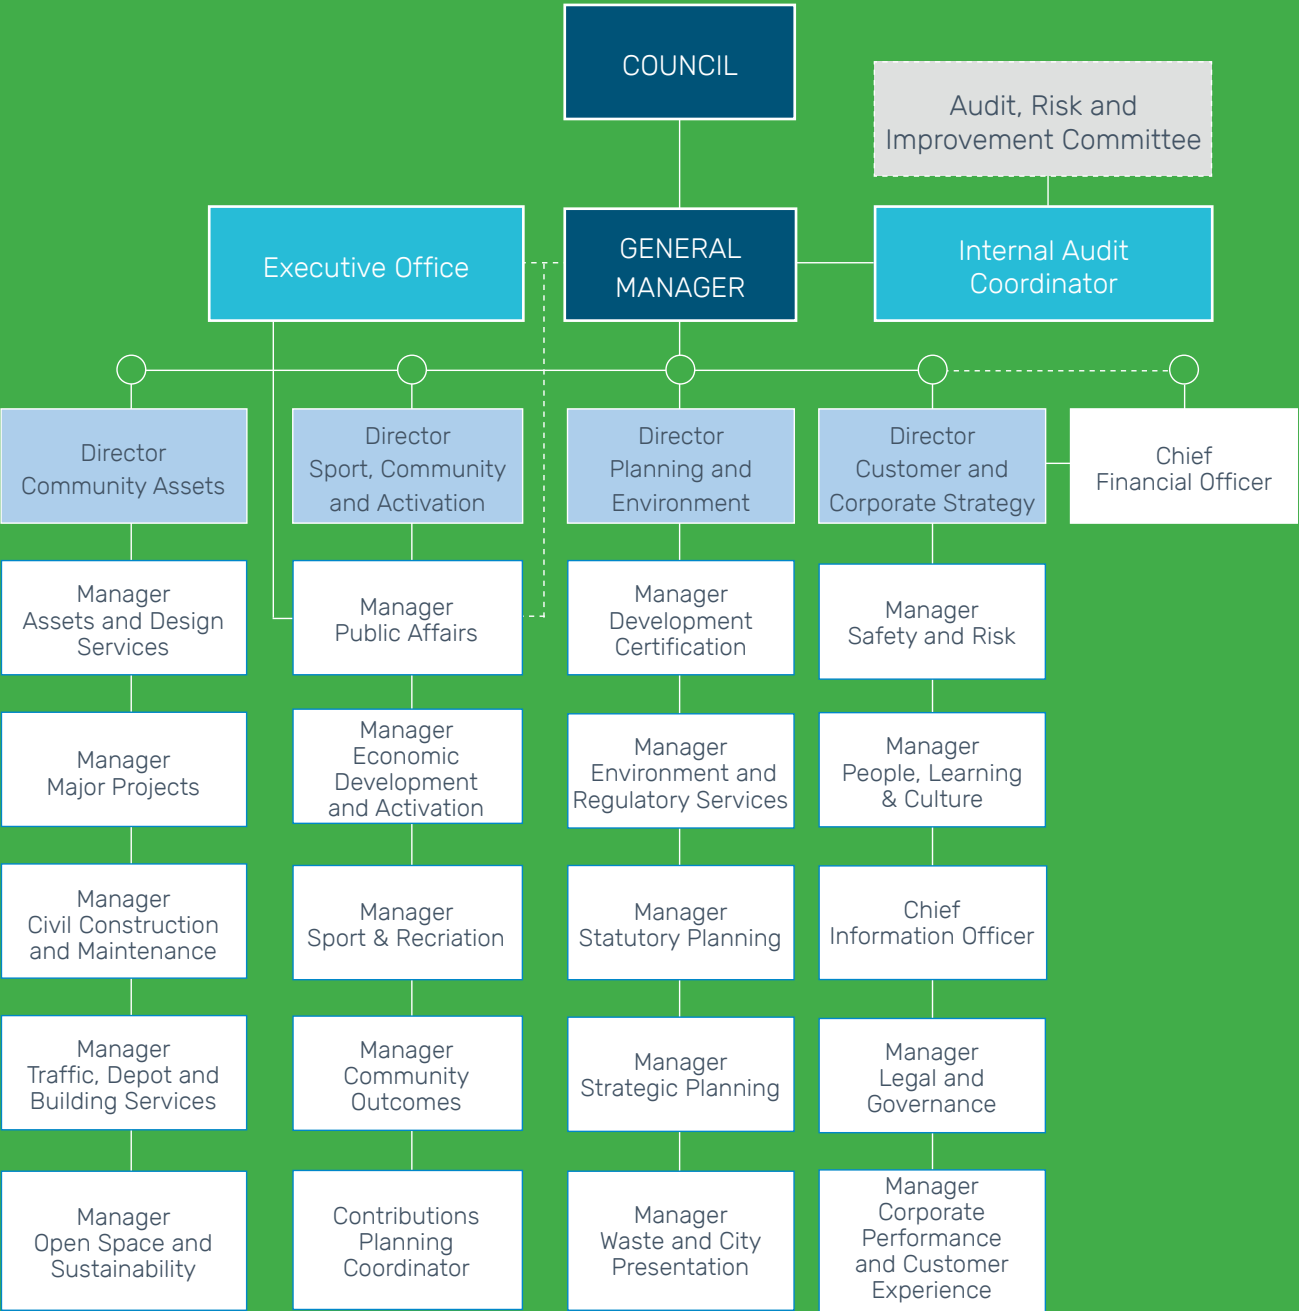 COUNCIL
Audit, Risk and
Improvement Committee
Executive Office
GENERAL
MANAGER
Internal Audit
Coordinator
Director
Community Assets
Director
Sport, Community
and Activation
Director
Planning and
Environment
Director
Customer and
Corporate Strategy
Chief
Financial Officer
Manager
Assets and Design
Services
Manager
Public Affairs
Manager
Development
Certification
Manager
Safety and Risk
Manager
Major Projects
Manager
Economic
Development
and Activation
Manager
Environment and
Regulatory Services
Manager
People, Learning
& Culture
Manager
Civil Construction
and Maintenance
Manager
Sport & Recriation
Manager
Statutory Planning
Chief
Information Officer
Manager
Traffic, Depot and
Building Services
Manager
Community
Outcomes
Manager
Strategic Planning
Manager
Legal and
Governance
Manager
Open Space and
Sustainability
Contributions
Planning
Coordinator
Manager
Waste and City
Presentation
Manager
Corporate
Performance
and Customer
Experience